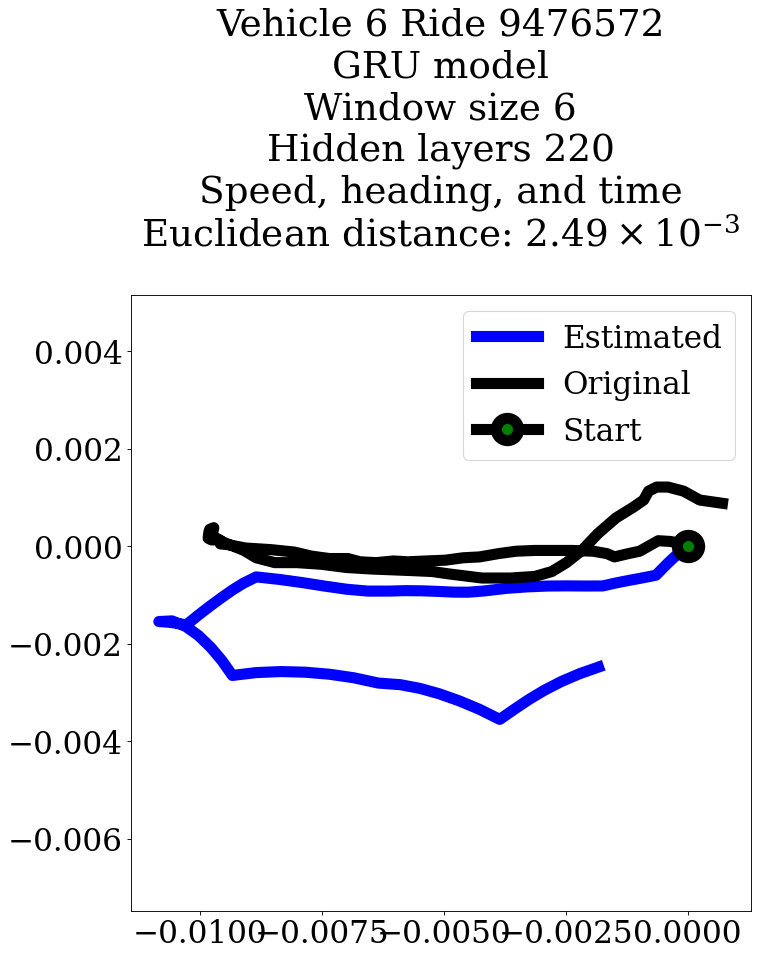 Vehicle 6 Ride 9476572
GRU model
Window size 6
Hidden layers 220
Speed, heading, and time
Euclidean distance: 2.49 × 10⁻³
Estimated
Original
Start
0.004
0.002
0.000
−0.002
−0.004
−0.006
−0.0100 −0.0075 −0.0050 −0.0025 0.0000